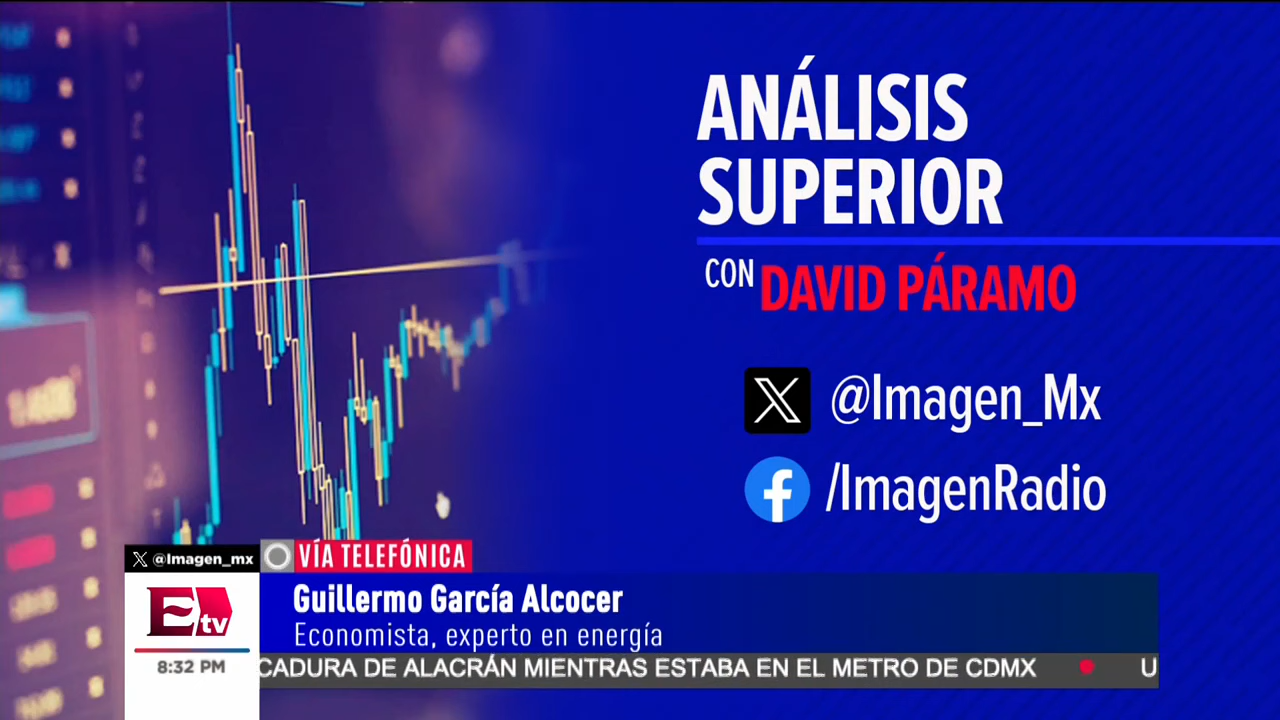 ANÁLISIS
SUPERIOR
CON DAVID PÁRAMO
@Imagen_Mx
/ImagenRadio
@Imagen_mx
VÍA TELEFÓNICA
Guillermo García Alcocer
Economista, experto en energía
Etv
8:32 PM
CADURA DE ALACRÁN MIENTRAS ESTABA EN EL METRO DE CDMX U